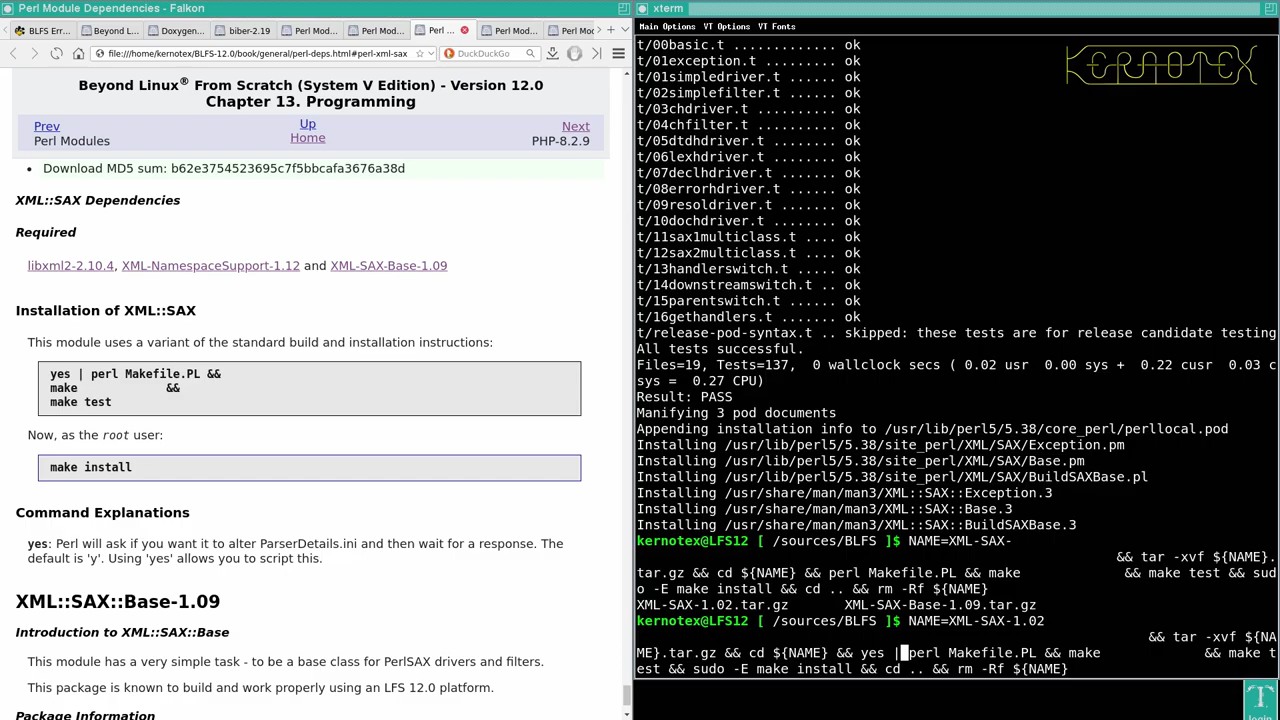 Perl Module Dependencies - Falkon
BLFS Err...
Beyond L...
Doxygen...
biber-2.19
Perl Mod...
Perl Mod...
Perl ...
Perl Mod...
Perl Mo
file:///home/kernotex/BLFS-12.0/book/general/perl-deps.html#perl-xml-sax
DuckDuckGo
Beyond Linux® From Scratch (System V Edition) - Version 12.0
Chapter 13. Programming
Prev
Up
Next
Perl Modules
Home
PHP-8.2.9
• Download MD5 sum: b62e3754523695c7f5bbcafa3676a38d
XML::SAX Dependencies
Required
libxml2-2.10.4, XML-NamespaceSupport-1.12 and XML-SAX-Base-1.09
Installation of XML::SAX
This module uses a variant of the standard build and installation instructions:
yes | perl Makefile.PL &&
make           &&
make test
Now, as the root user:
make install
Command Explanations
yes: Perl will ask if you want it to alter ParserDetails.ini and then wait for a response. The
default is 'y'. Using 'yes' allows you to script this.
XML::SAX::Base-1.09
Introduction to XML::SAX::Base
This module has a very simple task - to be a base class for PerlSAX drivers and filters.
This package is known to build and work properly using an LFS 12.0 platform.
Package Information
xterm
Main Options  VT Options  VT Fonts
KERNOTEX
t/00basic.t ............. ok
t/01exception.t ......... ok
t/01simpledriver.t ...... ok
t/02simplefilter.t ...... ok
t/03chdriver.t .......... ok
t/04chfilter.t .......... ok
t/05dtdhdriver.t ........ ok
t/06lexhdriver.t ........ ok
t/07declhdriver.t ....... ok
t/08errorhdriver.t ...... ok
t/09resoldriver.t ....... ok
t/10dochdriver.t ........ ok
t/11sax1multiclass.t .... ok
t/12sax2multiclass.t .... ok
t/13handlerswitch.t ..... ok
t/14downstreamswitch.t .. ok
t/15parentswitch.t ...... ok
t/16gethandlers.t ....... ok
t/release-pod-syntax.t .. skipped: these tests are for release candidate testing
All tests successful.
Files=19, Tests=137,  0 wallclock secs ( 0.02 usr  0.00 sys +  0.22 cusr  0.03 c
sys =  0.27 CPU)
Result: PASS
Manifying 3 pod documents
Appending installation info to /usr/lib/perl5/5.38/core_perl/perllocal.pod
Installing /usr/lib/perl5/5.38/site_perl/XML/SAX/Exception.pm
Installing /usr/lib/perl5/5.38/site_perl/XML/SAX/Base.pm
Installing /usr/lib/perl5/5.38/site_perl/XML/SAX/BuildSAXBase.pl
Installing /usr/share/man/man3/XML::SAX::Exception.3
Installing /usr/share/man/man3/XML::SAX::Base.3
Installing /usr/share/man/man3/XML::SAX::BuildSAXBase.3
kernotex@LFS12 [ /sources/BLFS ]$ NAME=XML-SAX-
&& tar -xvf ${NAME}.
tar.gz && cd ${NAME} && perl Makefile.PL && make             && make test && sud
o -E make install && cd .. && rm -Rf ${NAME}
XML-SAX-1.02.tar.gz       XML-SAX-Base-1.09.tar.gz
kernotex@LFS12 [ /sources/BLFS ]$ NAME=XML-SAX-1.02
&& tar -xvf ${NA
ME}.tar.gz && cd ${NAME} && yes | perl Makefile.PL && make             && make t
est && sudo -E make install && cd .. && rm -Rf ${NAME}
login